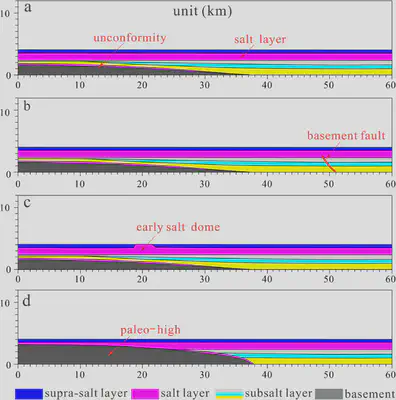 a unit (km)
10
unconformity salt layer
0
0 10 20 30 40 50 60
b
10
basement fault
0
0 10 20 30 40 50 60
c
10
early salt dome
0
0 10 20 30 40 50 60
d
10
paleo-high
0
0 10 20 30 40 50 60
supra-salt layer salt layer subsalt layer basement